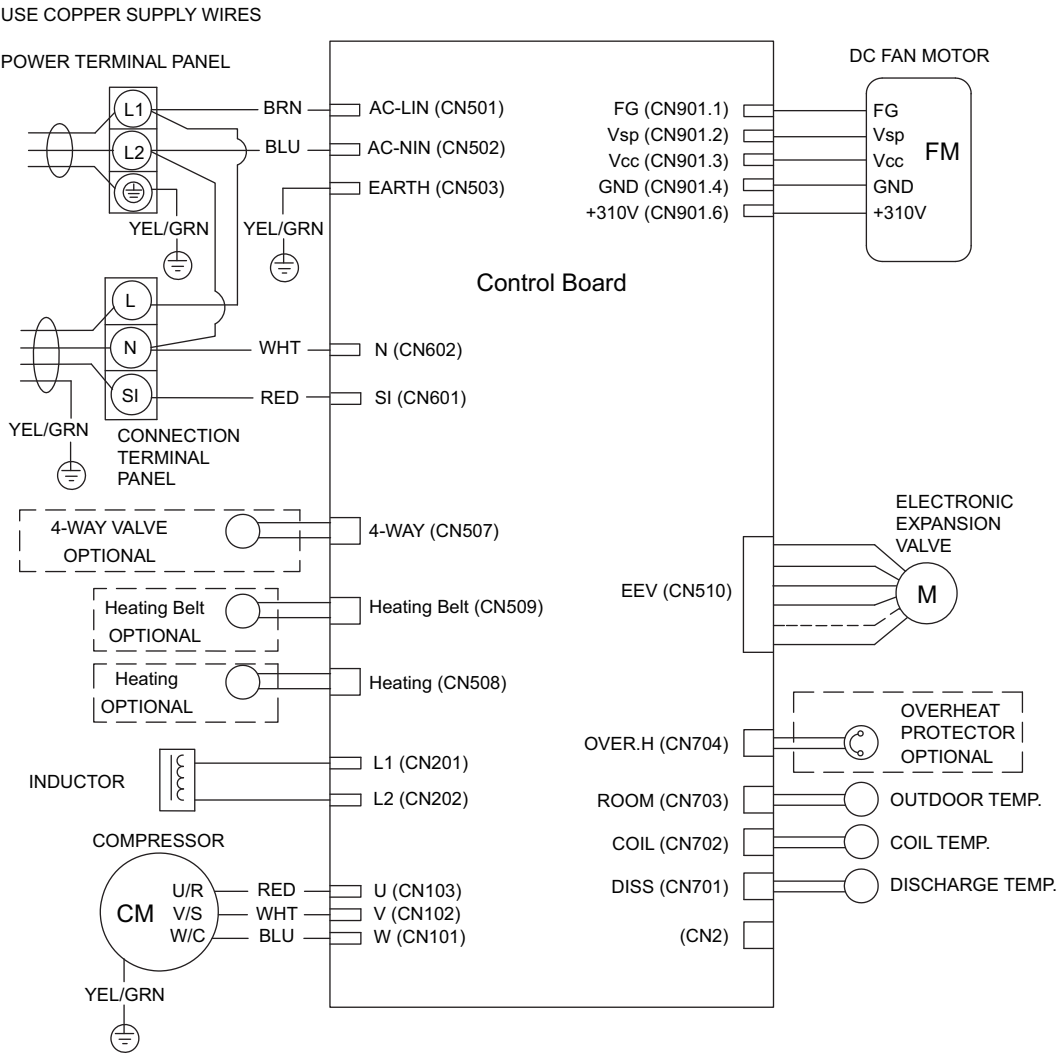 USE COPPER SUPPLY WIRES
POWER TERMINAL PANEL
L1
L2
BRN
BLU
YEL/GRN
YEL/GRN
AC-LIN (CN501)
AC-NIN (CN502)
EARTH (CN503)
FG (CN901.1)
Vsp (CN901.2)
Vcc (CN901.3)
GND (CN901.4)
+310V (CN901.6)
DC FAN MOTOR
FG
Vsp
Vcc
GND
+310V
FM
Control Board
L
N
SI
WHT
RED
N (CN602)
SI (CN601)
YEL/GRN
CONNECTION
TERMINAL
PANEL
4-WAY VALVE
OPTIONAL
4-WAY (CN507)
Heating Belt
OPTIONAL
Heating Belt (CN509)
Heating
OPTIONAL
Heating (CN508)
ELECTRONIC
EXPANSION
VALVE
EEV (CN510)
M
INDUCTOR
L1 (CN201)
L2 (CN202)
OVER.H (CN704)
OVERHEAT
PROTECTOR
OPTIONAL
ROOM (CN703)
OUTDOOR TEMP.
COIL (CN702)
COIL TEMP.
DISS (CN701)
DISCHARGE TEMP.
(CN2)
COMPRESSOR
CM
U/R
V/S
W/C
RED
WHT
BLU
U (CN103)
V (CN102)
W (CN101)
YEL/GRN